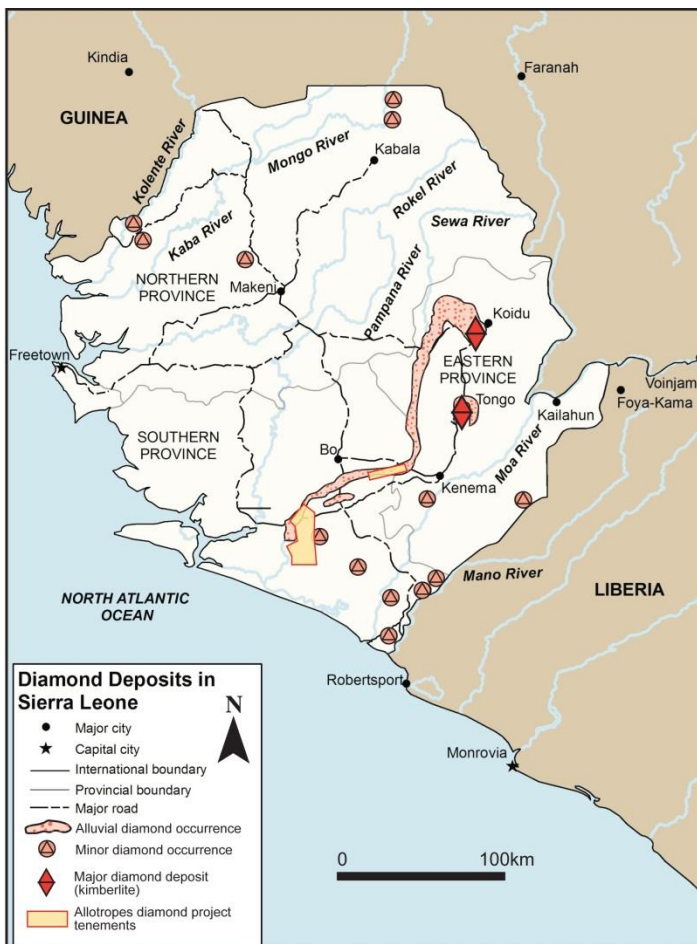 Kindia
Faranah
GUINEA
Kolente River
Mongo River
Kabala
Rokel River
Sewa River
Kaba River
NORTHERN
PROVINCE
Makeni
Pampana River
Koidu
EASTERN
PROVINCE
Freetown
Tongo
Voinjam
Foya-Kama
Kailahun
SOUTHERN
PROVINCE
Bo
Moa River
Kenema
Mano River
NORTH ATLANTIC
OCEAN
LIBERIA
Robertsport
Monrovia
Diamond Deposits in
Sierra Leone
N
Major city
Capital city
International boundary
Provincial boundary
Major road
Alluvial diamond occurrence
Minor diamond occurrence
Major diamond deposit
(kimberlite)
Allotropes diamond project
tenements
0 100km